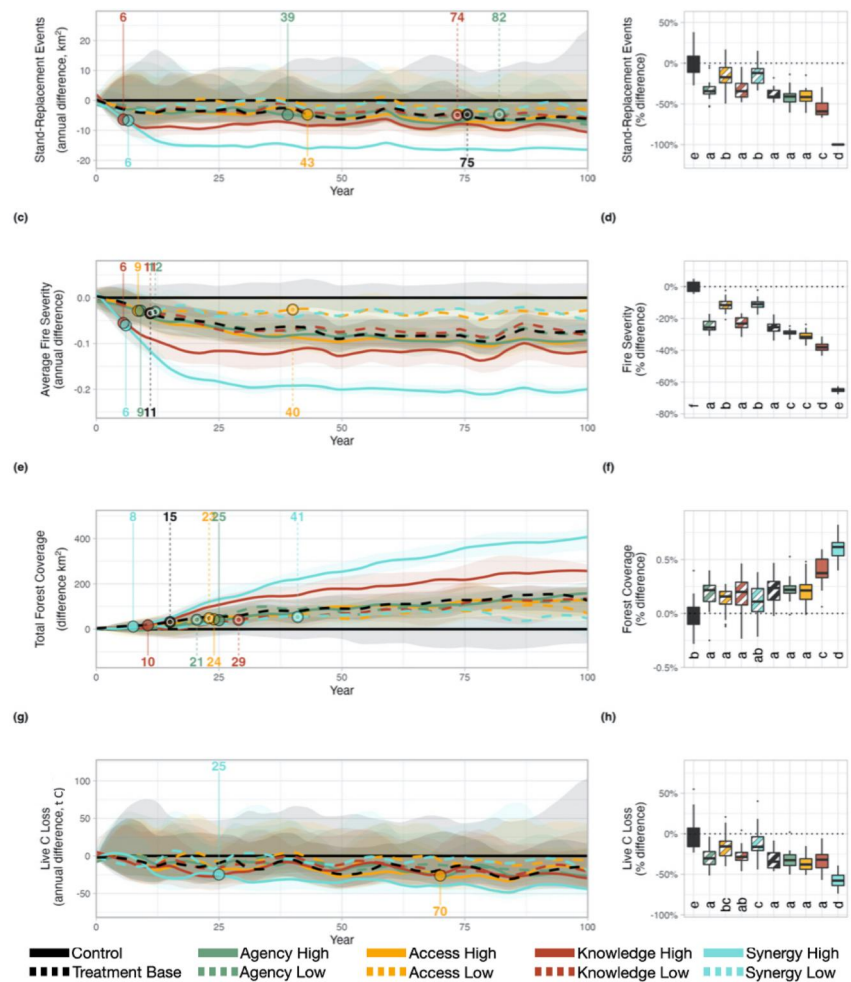 6 39 74 82
20
10
0
-10
-20
Stand-Replacement Events
(annual difference, km²)
6 43 75
0 25 50 75 100
Year
50%
0%
-50%
-100%
Stand-Replacement Events
(% difference)
e a b a b a a a c d
(c) (d)
6 9 11 12
0.0
-0.1
-0.2
Average Fire Severity
(annual difference)
6 9 11 40
0 25 50 75 100
Year
0%
-20%
-40%
-60%
-80%
Fire Severity
(% difference)
f a b a b a c c d e
(e) (f)
8 15 23 25 41
400
200
0
Total Forest Coverage
(difference km²)
10 21 24 29
0 25 50 75 100
Year
0.5%
0.0%
-0.5%
Forest Coverage
(% difference)
b a a a ab a a a c d
(g) (h)
25
100
50
0
-50
Live C Loss
(annual difference, t C)
70
50%
0%
-50%
-100%
Live C Loss
(% difference)
e a bc ab c a a a a d
Control Agency High Access High Knowledge High Synergy High
Treatment Base Agency Low Access Low Knowledge Low Synergy Low